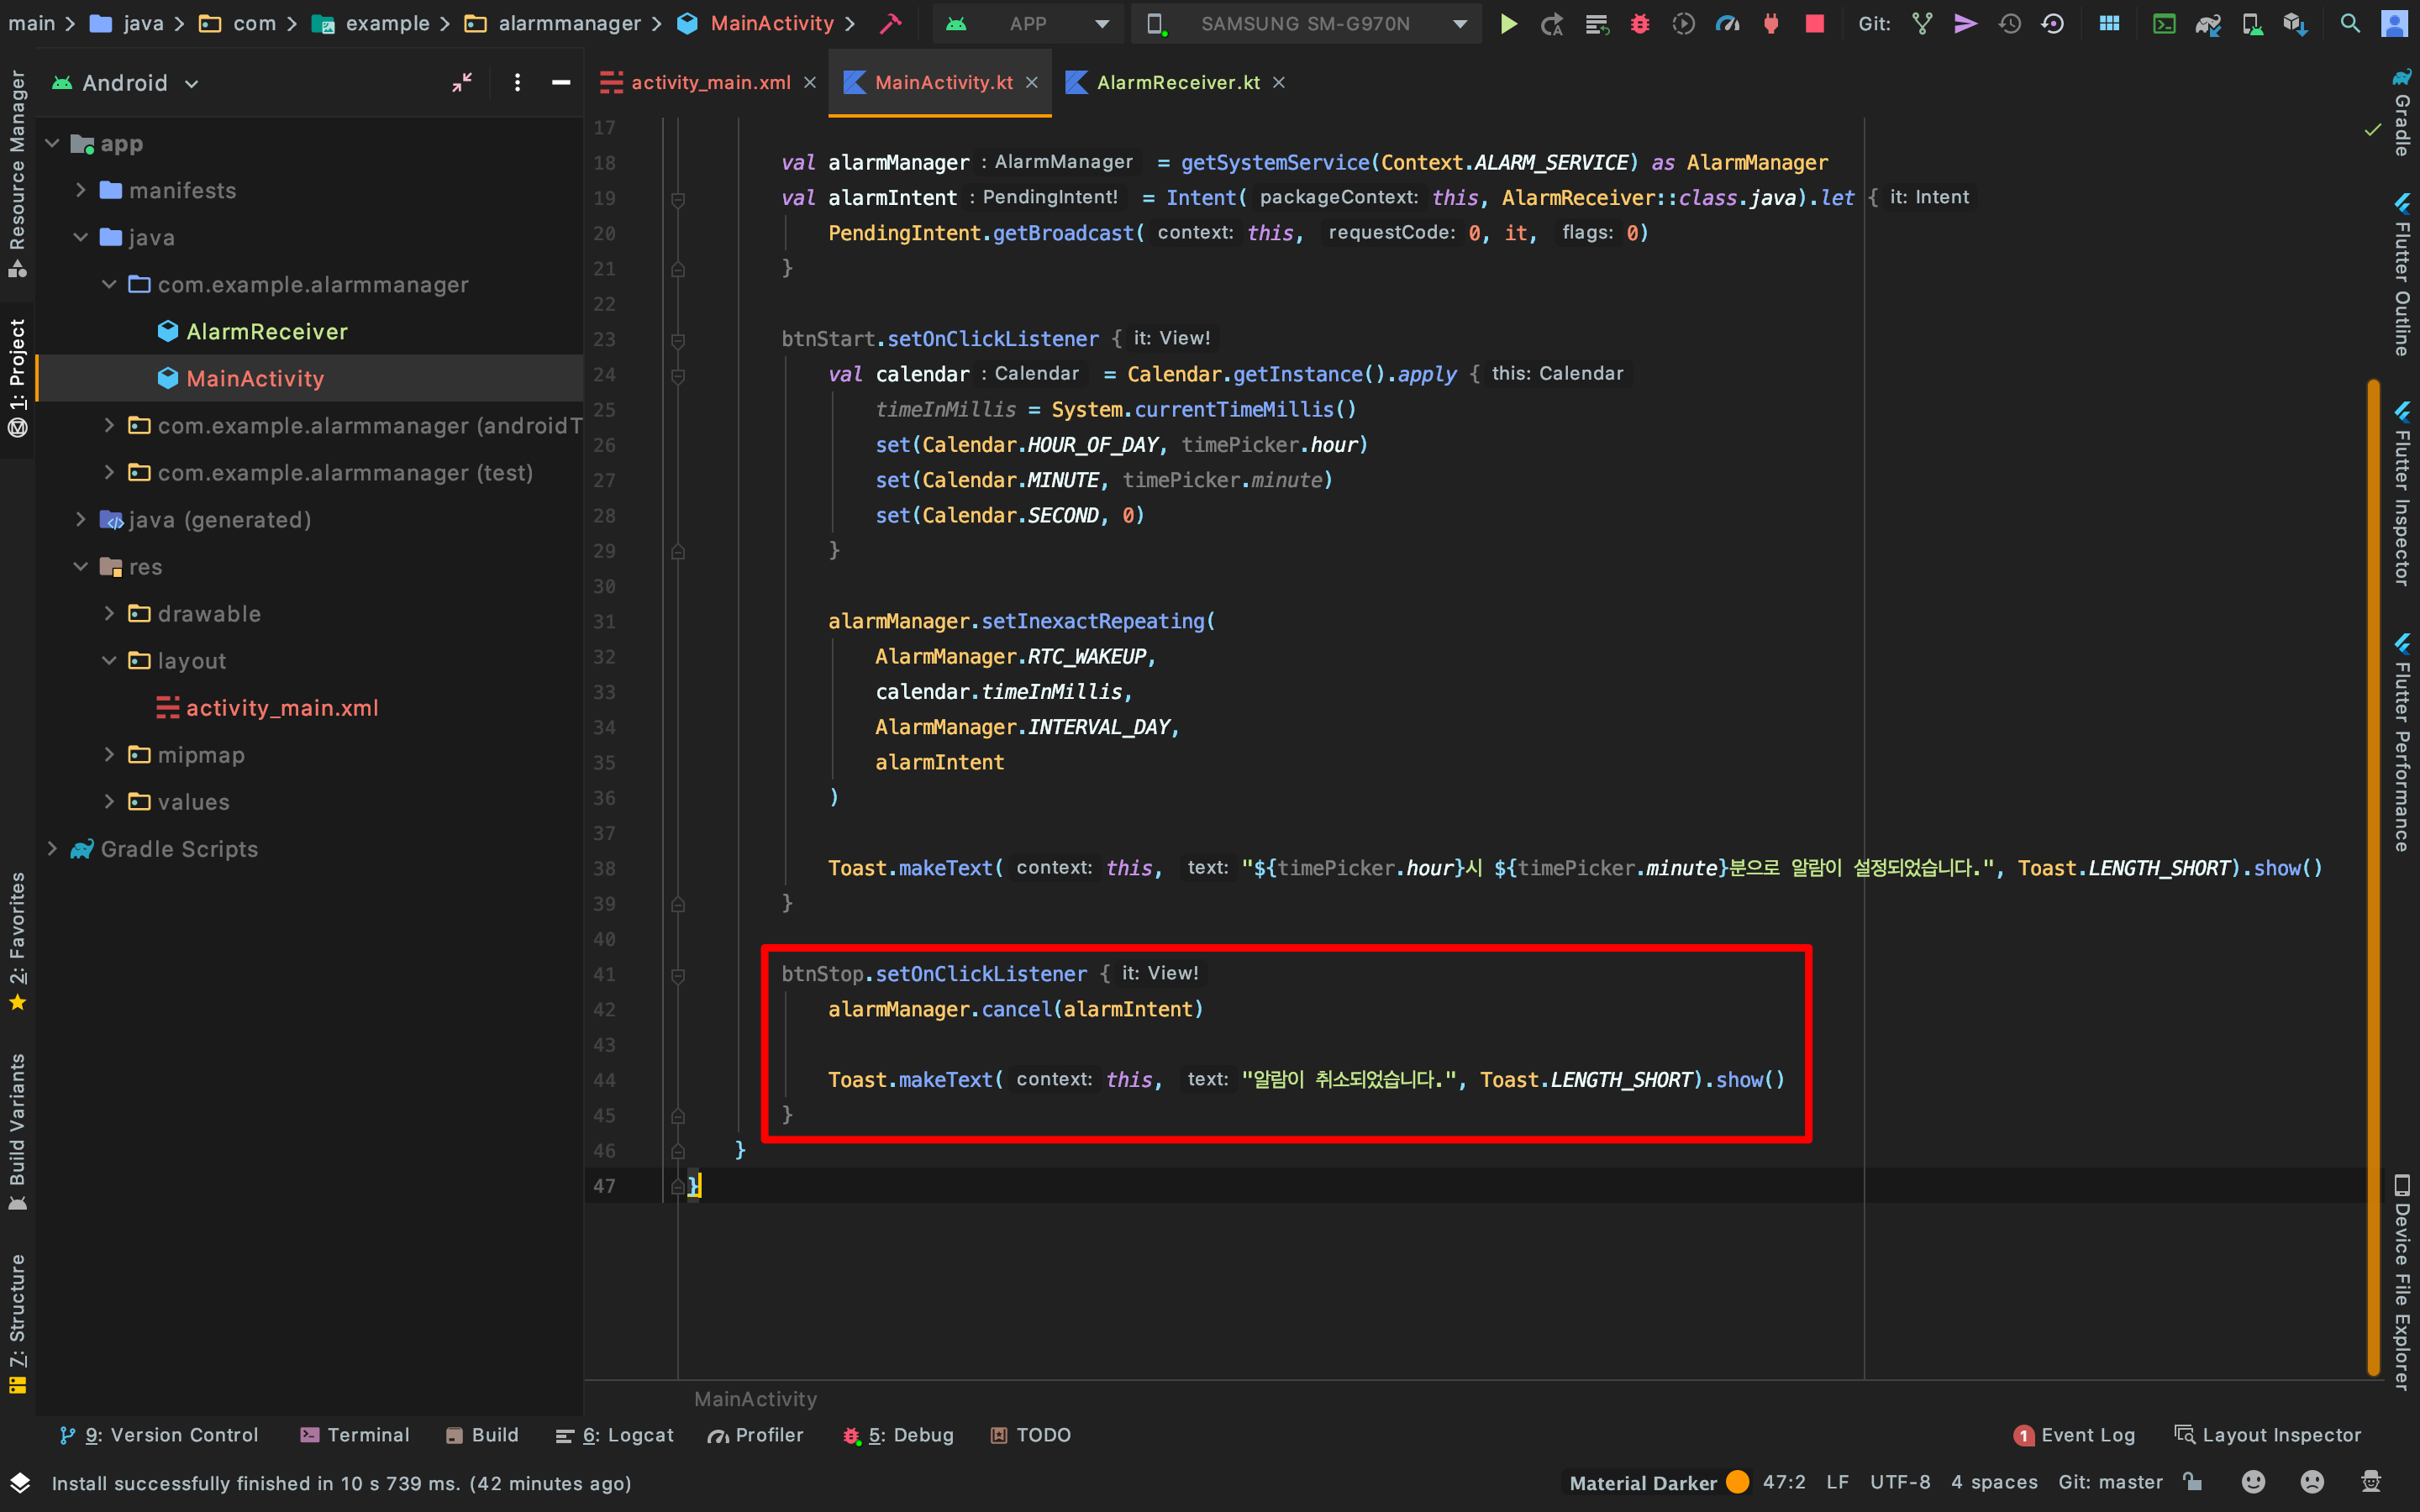 main java com example alarmmanager MainActivity APP SAMSUNG SM-G970N Git:
Android
activity_main.xml MainActivity.kt AlarmReceiver.kt
Resource Manager
1: Project
2: Favorites
Build Variants
7: Structure
app
manifests
java
com.example.alarmmanager
AlarmReceiver
MainActivity
com.example.alarmmanager (androidT
com.example.alarmmanager (test)
java (generated)
res
drawable
layout
activity_main.xml
mipmap
values
Gradle Scripts
17
18 val alarmManager : AlarmManager = getSystemService(Context.ALARM_SERVICE) as AlarmManager
19 val alarmIntent : PendingIntent! = Intent( packageContext: this, AlarmReceiver::class.java).let { it: Intent
20 PendingIntent.getBroadcast( context: this, requestCode: 0, it, flags: 0)
21 }
22
23 btnStart.setOnClickListener { it: View!
24 val calendar : Calendar = Calendar.getInstance().apply { this: Calendar
25 timeInMillis = System.currentTimeMillis()
26 set(Calendar.HOUR_OF_DAY, timePicker.hour)
27 set(Calendar.MINUTE, timePicker.minute)
28 set(Calendar.SECOND, 0)
29 }
30
31 alarmManager.setInexactRepeating(
32 AlarmManager.RTC_WAKEUP,
33 calendar.timeInMillis,
34 AlarmManager.INTERVAL_DAY,
35 alarmIntent
36 )
37
38 Toast.makeText( context: this, text: "${timePicker.hour}시 ${timePicker.minute}분으로 알람이 설정되었습니다.", Toast.LENGTH_SHORT).show()
39 }
40
41 btnStop.setOnClickListener { it: View!
42 alarmManager.cancel(alarmIntent)
43
44 Toast.makeText( context: this, text: "알람이 취소되었습니다.", Toast.LENGTH_SHORT).show()
45 }
46 }
47 }
MainActivity
Gradle
Flutter Outline
Flutter Inspector
Flutter Performance
Device File Explorer
9: Version Control Terminal Build 6: Logcat Profiler 5: Debug TODO 1 Event Log Layout Inspector
Install successfully finished in 10 s 739 ms. (42 minutes ago) Material Darker 47:2 LF UTF-8 4 spaces Git: master